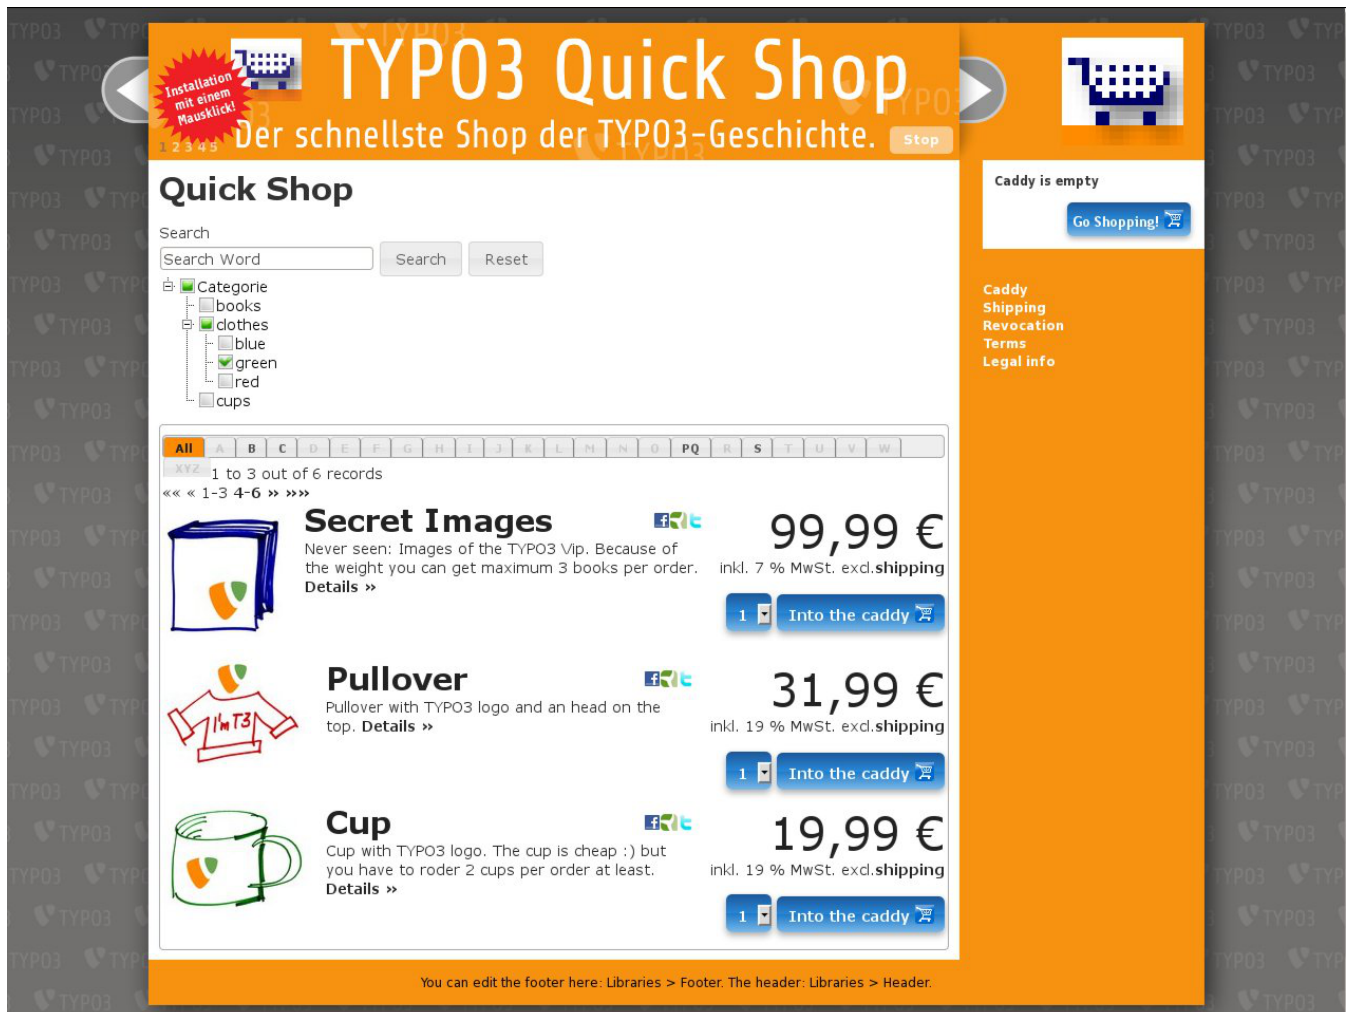 TYPO3 Quick Shop
Installation
mit einem
Mausklick!
Der schnellste Shop der TYPO3-Geschichte.
1 2 3 4 5
Stop
Quick Shop
Search
Search Word
Search
Reset
Categorie
books
clothes
blue
green
red
cups
All A B C D E F G H I J K L M N O PQ R S T U V W
XYZ
1 to 3 out of 6 records
«« « 1-3 4-6 » »»
Secret Images
Never seen: Images of the TYPO3 Vip. Because of
the weight you can get maximum 3 books per order.
Details »
99,99 €
inkl. 7 % MwSt. excl.shipping
1
Into the caddy
I'm T3
Pullover
Pullover with TYPO3 logo and an head on the
top. Details »
31,99 €
inkl. 19 % MwSt. excl.shipping
1
Into the caddy
Cup
Cup with TYPO3 logo. The cup is cheap :) but
you have to roder 2 cups per order at least.
Details »
19,99 €
inkl. 19 % MwSt. excl.shipping
1
Into the caddy
Caddy is empty
Go Shopping!
Caddy
Shipping
Revocation
Terms
Legal info
You can edit the footer here: Libraries > Footer. The header: Libraries > Header.